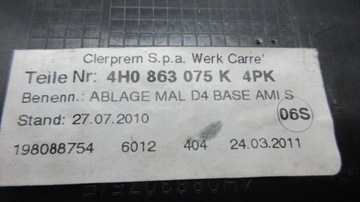 Clerprem S.p.a. Werk Carre'
Teile Nr: 4H0 863 075 K 4PK
Benenn.: ABLAGE MAL D4 BASE AMI S
Stand: 27.07.2010
06S
198088754 6012 404 24.03.2011